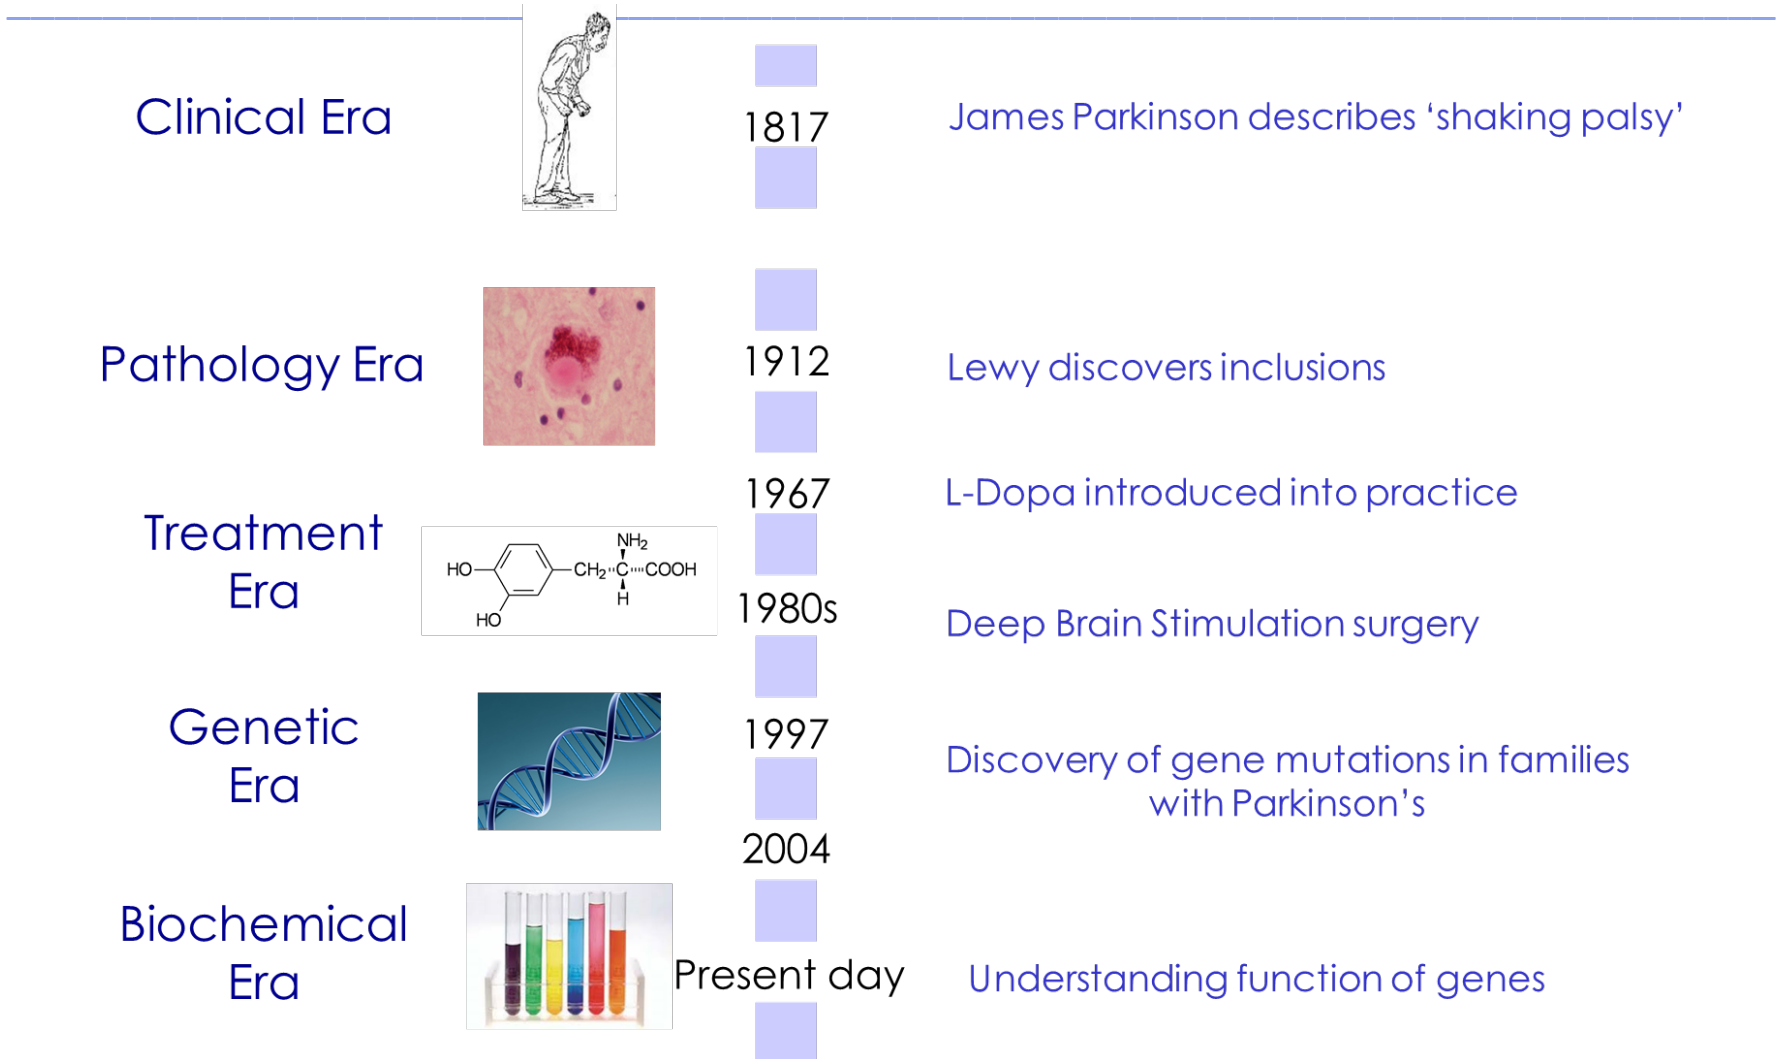 Clinical Era
1817
James Parkinson describes ‘shaking palsy’
Pathology Era
1912
Lewy discovers inclusions
1967
L-Dopa introduced into practice
Treatment
Era
NH₂
HO
CH₂
C
COOH
H
HO
1980s
Deep Brain Stimulation surgery
Genetic
Era
1997
Discovery of gene mutations in families
with Parkinson’s
2004
Biochemical
Era
Present day
Understanding function of genes